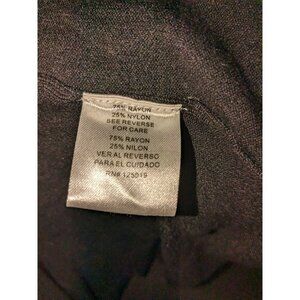 75% RAYON
25% NYLON
SEE REVERSE
FOR CARE
75% RAYON
25% NILON
VER AL REVERSO
PARA EL CUIDADO
RN# 125019